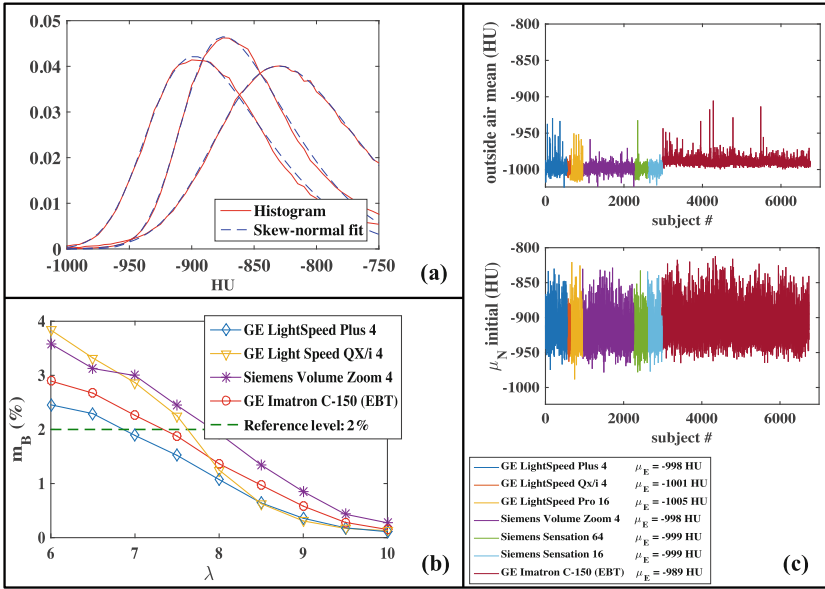 0.05
0.04
0.03
0.02
0.01
0
-1000 -950 -900 -850 -800 -750
HU
Histogram
Skew-normal fit
(a)
4
3
2
1
0
6 7 8 9 10
m_B (%)
λ
GE LightSpeed Plus 4
GE Light Speed QX/i 4
Siemens Volume Zoom 4
GE Imatron C-150 (EBT)
Reference level: 2%
(b)
-800
-850
-900
-950
-1000
0 2000 4000 6000
outside air mean (HU)
subject #
-800
-850
-900
-950
-1000
0 2000 4000 6000
μ_N initial (HU)
subject #
GE LightSpeed Plus 4 μ_E = -998 HU
GE LightSpeed Qx/i 4 μ_E = -1001 HU
GE LightSpeed Pro 16 μ_E = -1005 HU
Siemens Volume Zoom 4 μ_E = -998 HU
Siemens Sensation 64 μ_E = -999 HU
Siemens Sensation 16 μ_E = -999 HU
GE Imatron C-150 (EBT) μ_E = -989 HU
(c)